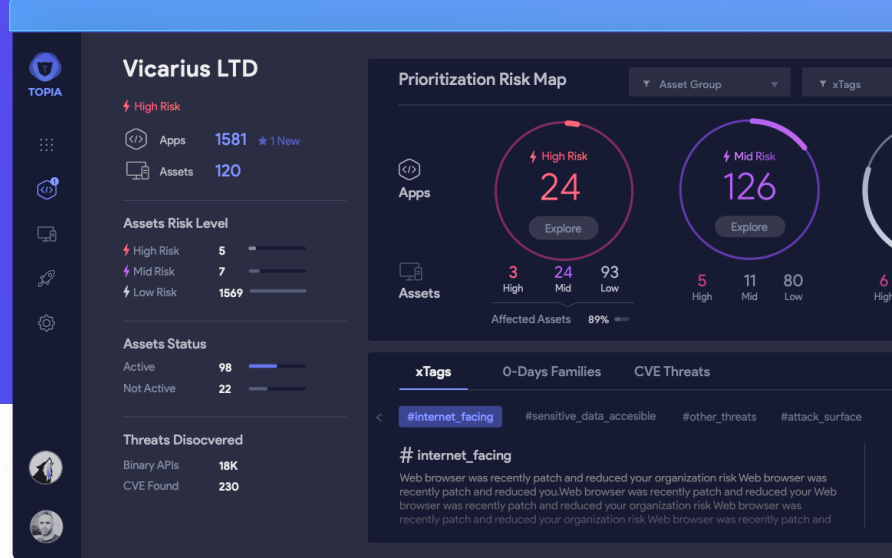 TOPIA
Vicarius LTD
High Risk
Apps 1581 1 New
Assets 120
Assets Risk Level
High Risk 5
Mid Risk 7
Low Risk 1569
Assets Status
Active 98
Not Active 22
Threats Disocvered
Binary APIs 18K
CVE Found 230
Prioritization Risk Map
Asset Group
xTags
Apps
High Risk
24
Explore
Mid Risk
126
Explore
Assets
3 24 93
High Mid Low
Affected Assets 89%
5 11 80
High Mid Low
6
High
xTags 0-Days Families CVE Threats
#internet_facing #sensitive_data_accesible #other_threats #attack_surface
# internet_facing
Web browser was recently patch and reduced your organization risk Web browser was
recently patch and reduced you.Web browser was recently patch and reduced your Web
browser was recently patch and reduced your organization risk Web browser was
recently patch and reduced your organization risk Web browser was recently patch and